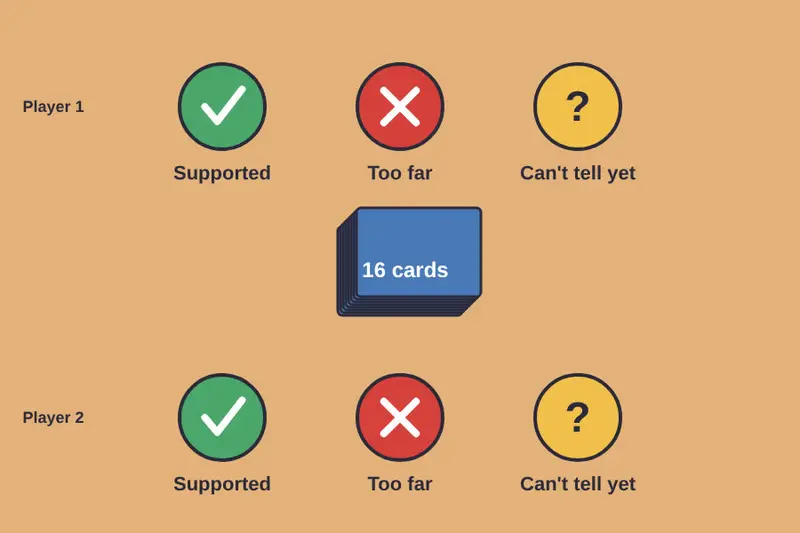 Player 1
Supported
Too far
?
Can't tell yet
16 cards
Player 2
Supported
Too far
?
Can't tell yet